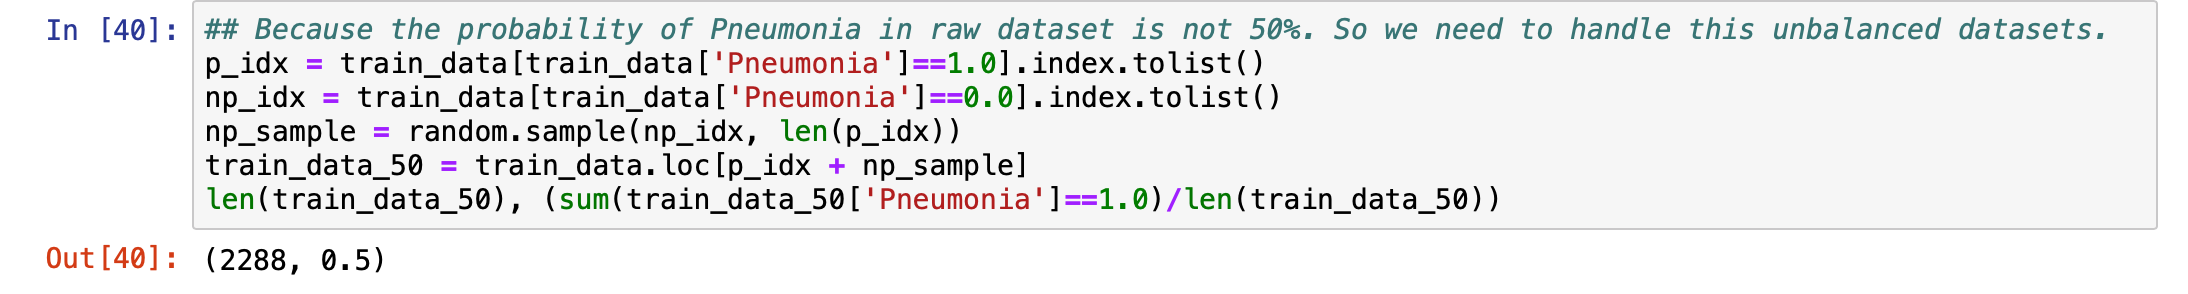 In [40]: ## Because the probability of Pneumonia in raw dataset is not 50%. So we need to handle this unbalanced datasets.
p_idx = train_data[train_data['Pneumonia']==1.0].index.tolist()
np_idx = train_data[train_data['Pneumonia']==0.0].index.tolist()
np_sample = random.sample(np_idx, len(p_idx))
train_data_50 = train_data.loc[p_idx + np_sample]
len(train_data_50), (sum(train_data_50['Pneumonia']==1.0)/len(train_data_50))
Out[40]: (2288, 0.5)